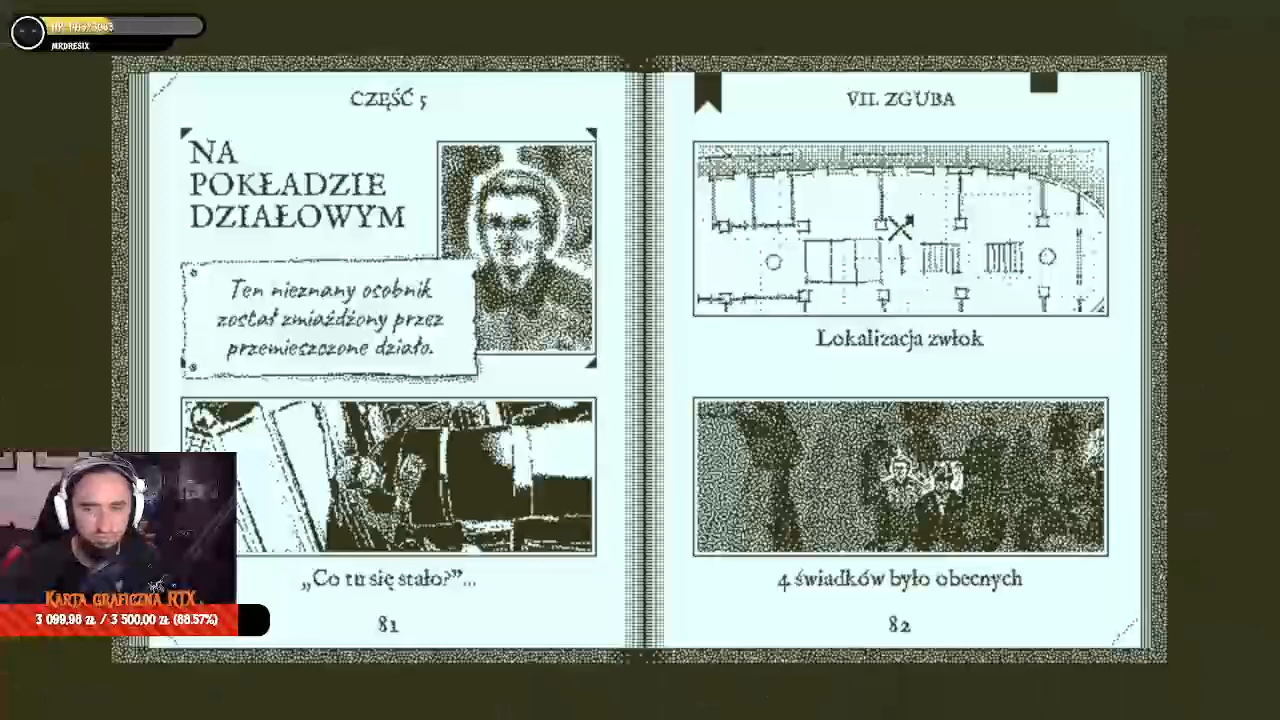 MRDRESIX
CZĘŚĆ 5
NA
POKŁADZIE
DZIAŁOWYM
Ten nieznany osobnik
został zmiażdżony przez
przemieszczone działo.
„Co tu się stało?”...
81
VII. ZGUBA
Lokalizacja zwłok
4 świadków było obecnych
82
KARTA GRAFICZNA RTX
3 099,96 zł / 3 500,00 zł (88.57%)